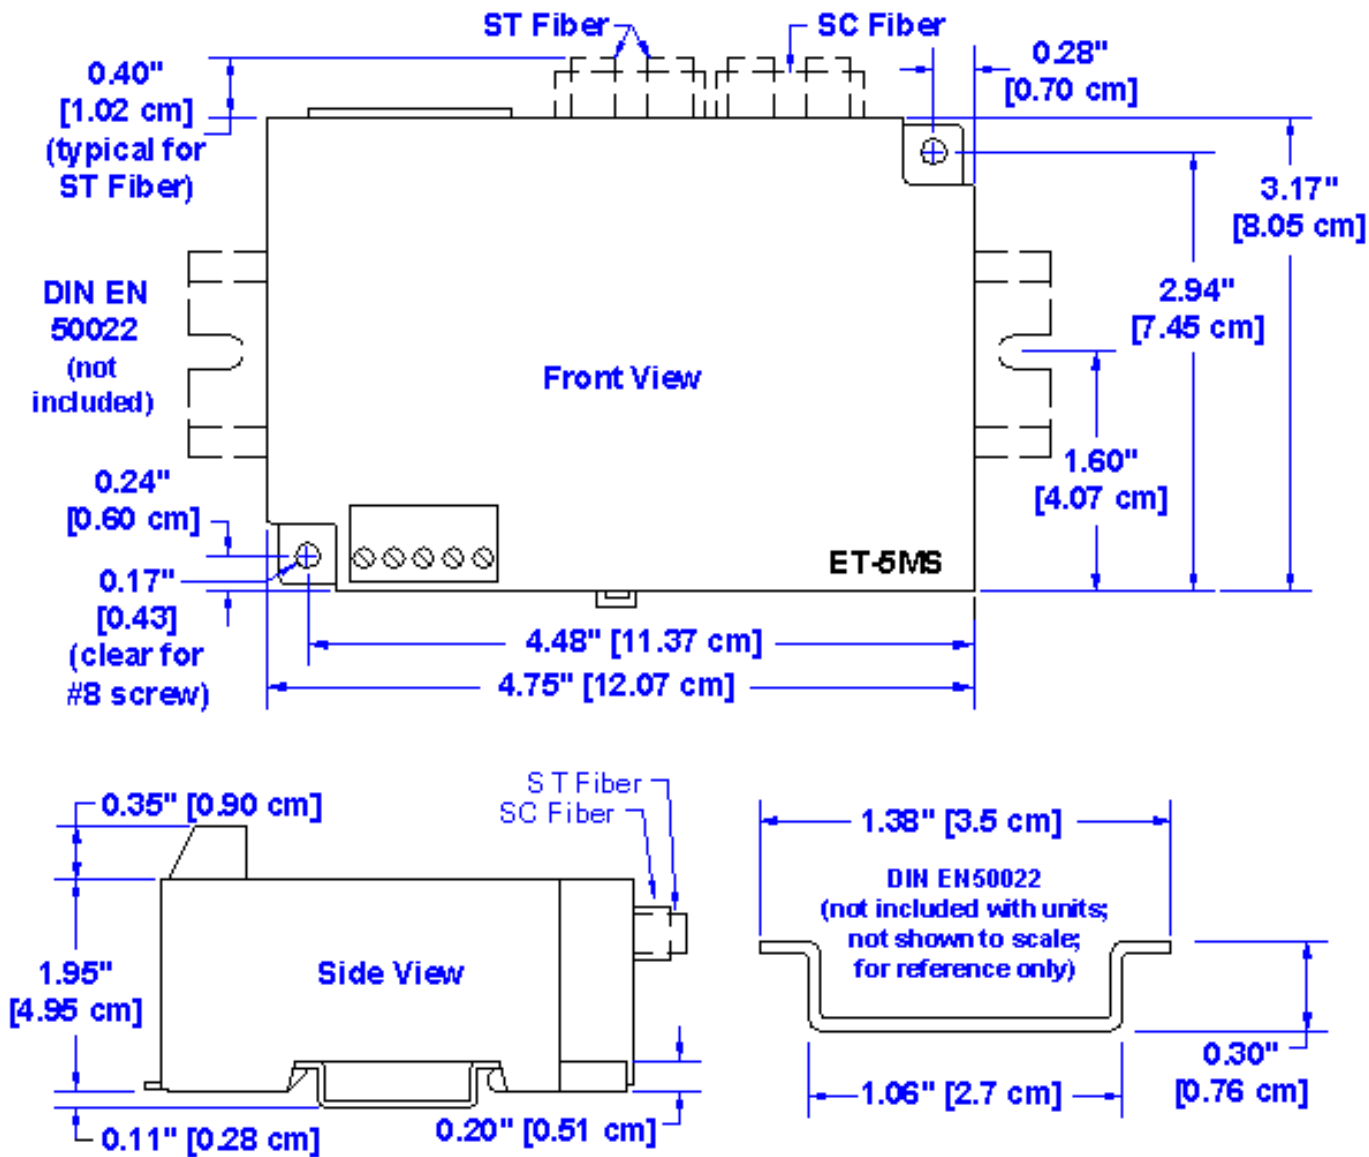 ST Fiber
SC Fiber
0.40"
[1.02 cm]
(typical for
ST Fiber)
0.28"
[0.70 cm]
3.17"
[8.05 cm]
DIN EN
50022
(not
included)
2.94"
[7.45 cm]
Front View
1.60"
[4.07 cm]
0.24"
[0.60 cm]
0.17"
[0.43]
(clear for
#8 screw)
ET-5MS
4.48" [11.37 cm]
4.75" [12.07 cm]
0.35" [0.90 cm]
ST Fiber
SC Fiber
1.95"
[4.95 cm]
Side View
0.11" [0.28 cm]
0.20" [0.51 cm]
1.38" [3.5 cm]
DIN EN50022
(not included with units;
not shown to scale;
for reference only)
0.30"
[0.76 cm]
1.06" [2.7 cm]